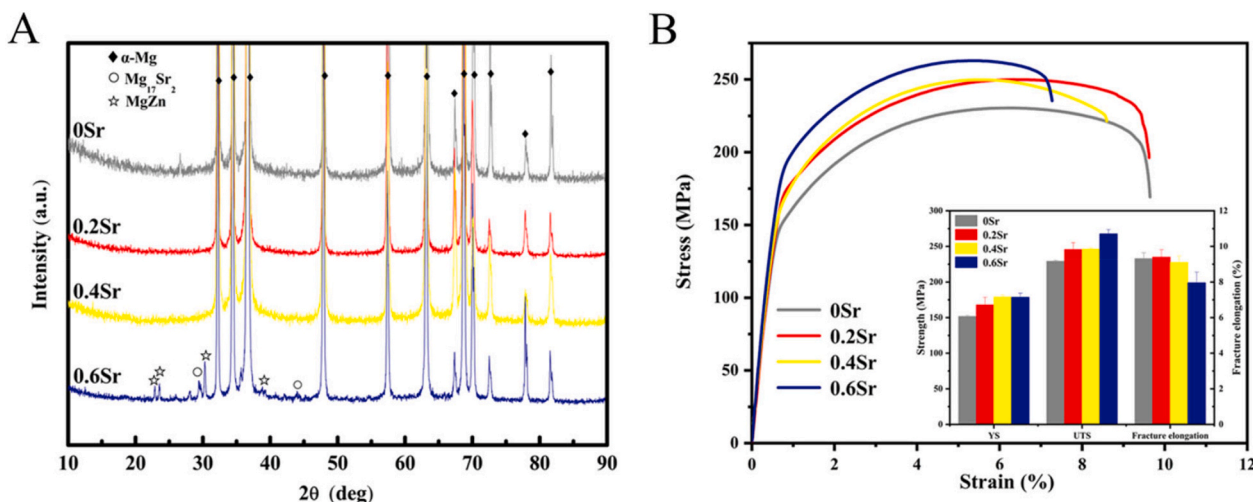 A
◆ α-Mg
○ Mg17Sr2
☆ MgZn
0Sr
0.2Sr
0.4Sr
0.6Sr
Intensity (a.u.)
10 20 30 40 50 60 70 80 90
2θ (deg)
B
250
200
150
100
50
0
Stress (MPa)
0Sr
0.2Sr
0.4Sr
0.6Sr
0 2 4 6 8 10 12
Strain (%)
300
250
200
150
100
50
0
Strength (MPa)
0Sr
0.2Sr
0.4Sr
0.6Sr
12
10
8
6
4
2
0
Fracture elongation (%)
YS UTS Fracture elongation